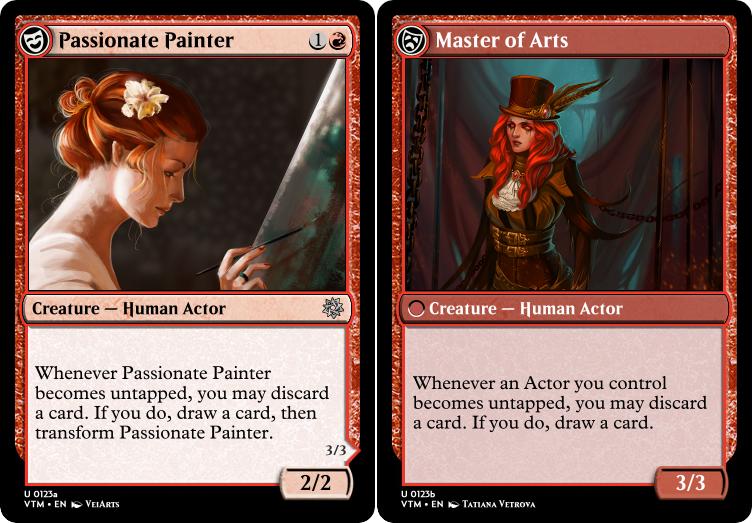 Passionate Painter 1
Creature — Human Actor
Whenever Passionate Painter
becomes untapped, you may discard
a card. If you do, draw a card, then
transform Passionate Painter.
3/3
2/2
U 0123a
VTM • EN VeiArts
Master of Arts
Creature — Human Actor
Whenever an Actor you control
becomes untapped, you may discard
a card. If you do, draw a card.
3/3
U 0123b
VTM • EN Tatiana Vetrova